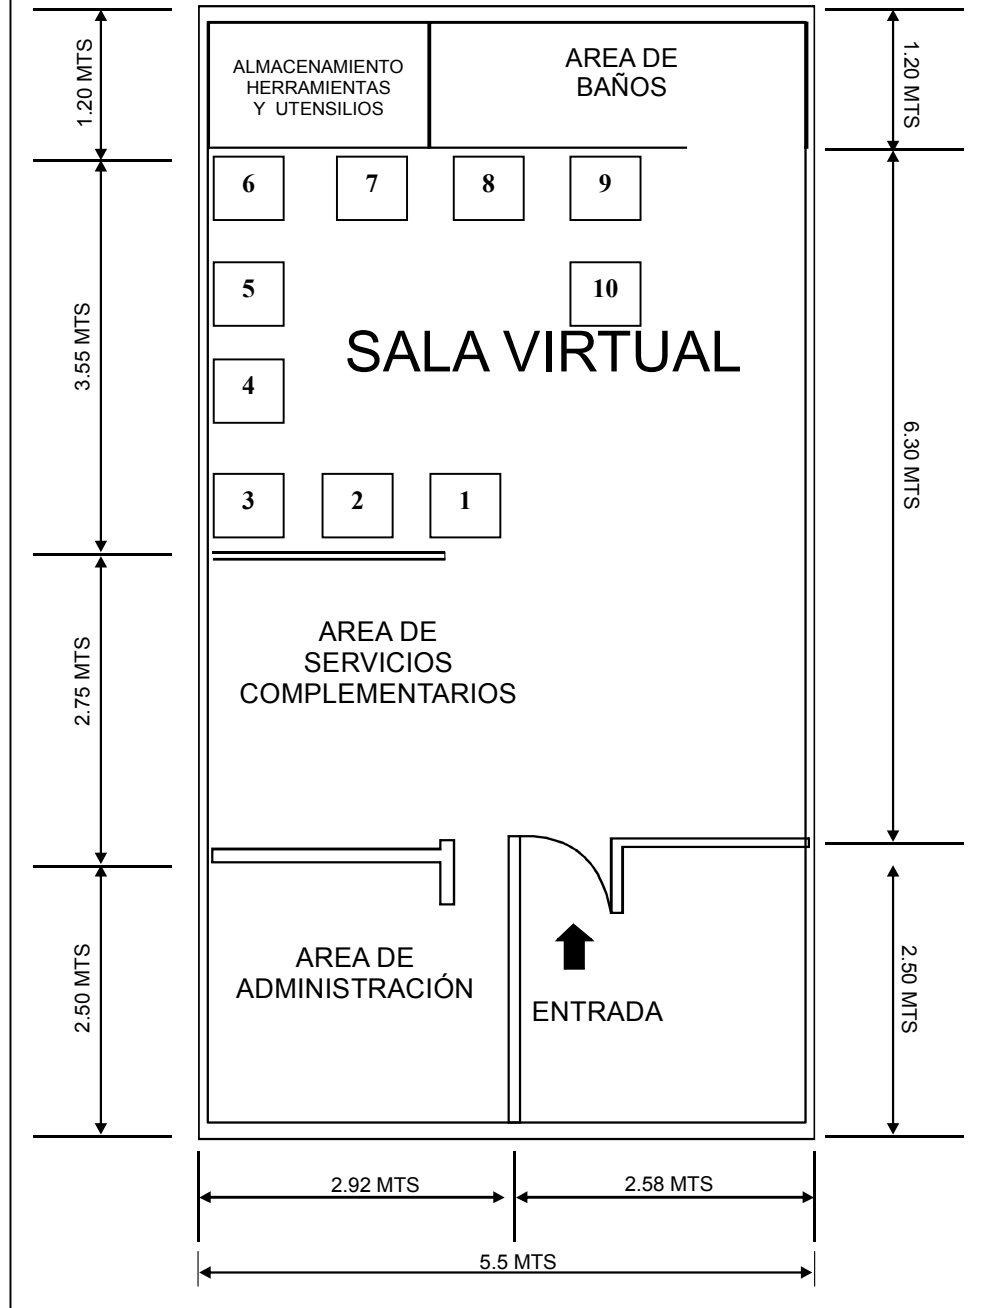 1.20 MTS
ALMACENAMIENTO
HERRAMIENTAS
Y UTENSILIOS
AREA DE
BAÑOS
1.20 MTS
6
7
8
9
5
10
SALA VIRTUAL
3.55 MTS
4
6.30 MTS
3
2
1
AREA DE
SERVICIOS
COMPLEMENTARIOS
2.75 MTS
AREA DE
ADMINISTRACIÓN
2.50 MTS
ENTRADA
2.50 MTS
2.92 MTS
2.58 MTS
5.5 MTS